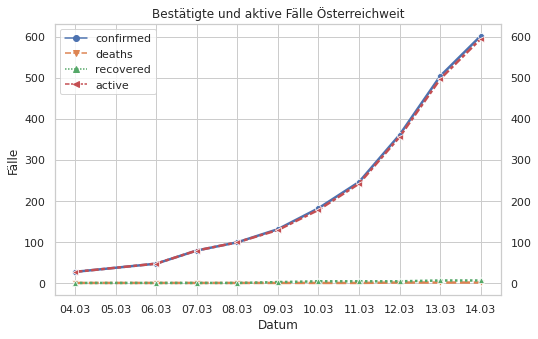 Bestätigte und aktive Fälle Österreichweit
confirmed
deaths
recovered
active
600 600
500 500
400 400
300 300
200 200
100 100
0 0
Fälle
04.03 05.03 06.03 07.03 08.03 09.03 10.03 11.03 12.03 13.03 14.03
Datum